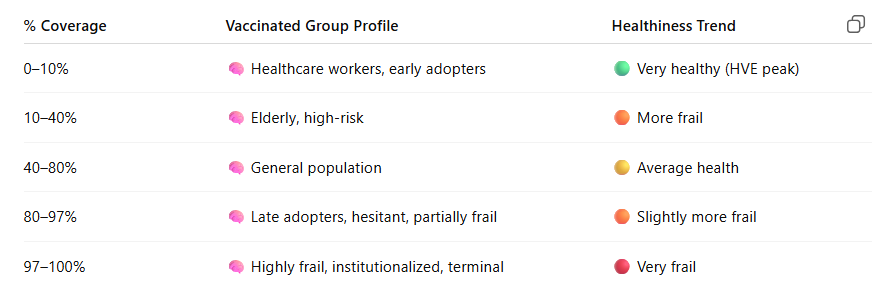 % Coverage Vaccinated Group Profile Healthiness Trend
0–10% Healthcare workers, early adopters Very healthy (HVE peak)
10–40% Elderly, high-risk More frail
40–80% General population Average health
80–97% Late adopters, hesitant, partially frail Slightly more frail
97–100% Highly frail, institutionalized, terminal Very frail